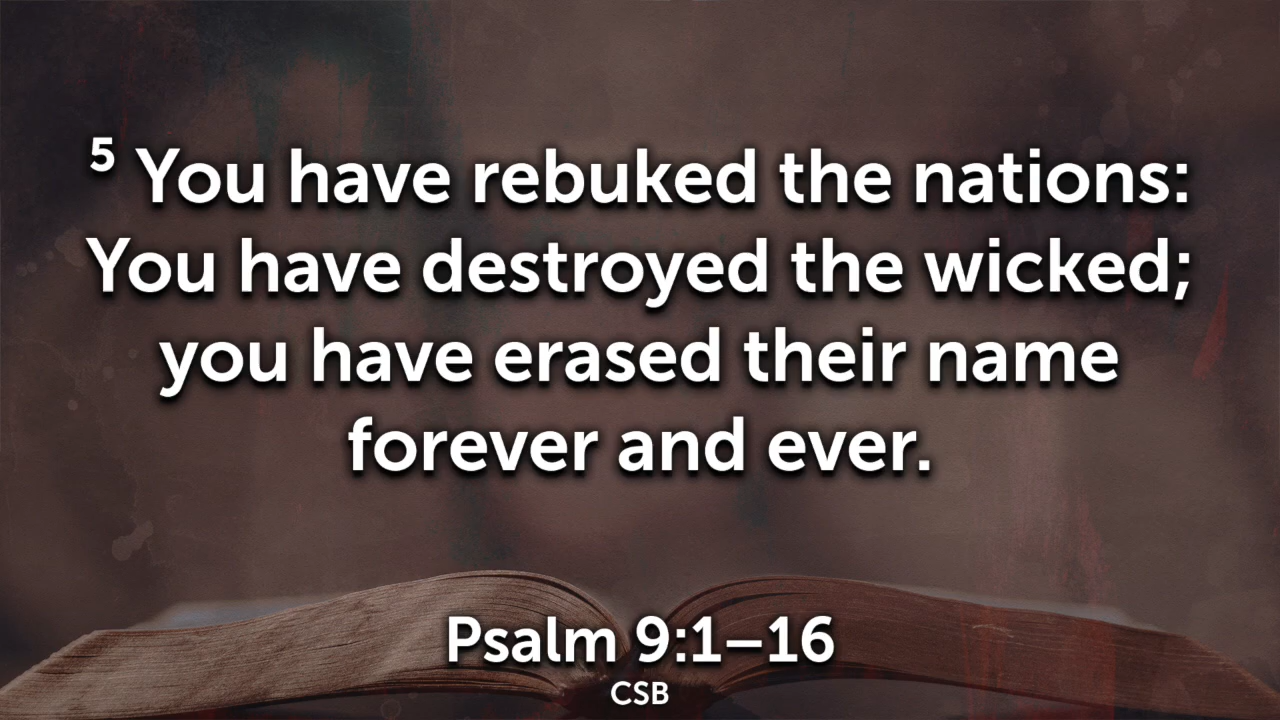 5 You have rebuked the nations:
You have destroyed the wicked;
you have erased their name
forever and ever.
Psalm 9:1–16
CSB